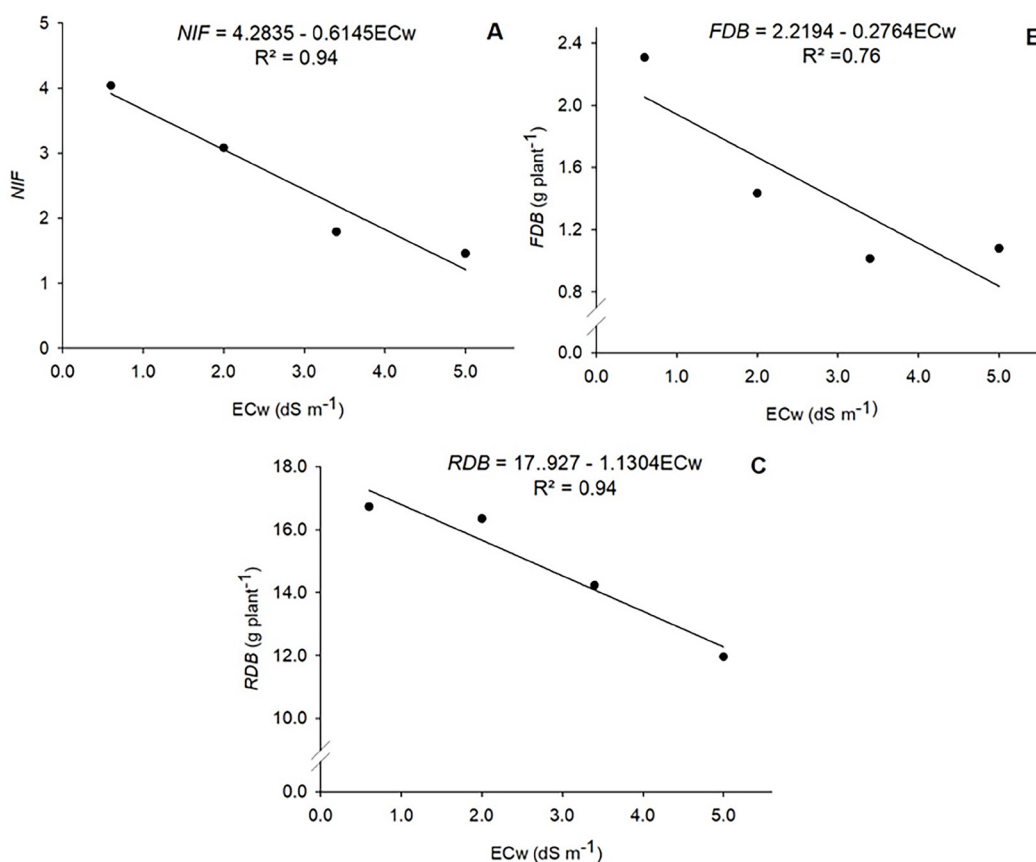 A
NIF = 4.2835 - 0.6145ECw
R² = 0.94
5
4
3
2
1
0
NIF
0.0 1.0 2.0 3.0 4.0 5.0
ECw (dS m⁻¹)
FDB = 2.2194 - 0.2764ECw
R² =0.76
2.4
2.0
1.6
1.2
0.8
0.0
FDB (g plant⁻¹)
0.0 1.0 2.0 3.0 4.0 5.0
ECw (dS m⁻¹)
RDB = 17..927 - 1.1304ECw
C
R² = 0.94
18.0
16.0
14.0
12.0
10.0
0.0
RDB (g plant⁻¹)
0.0 1.0 2.0 3.0 4.0 5.0
ECw (dS m⁻¹)